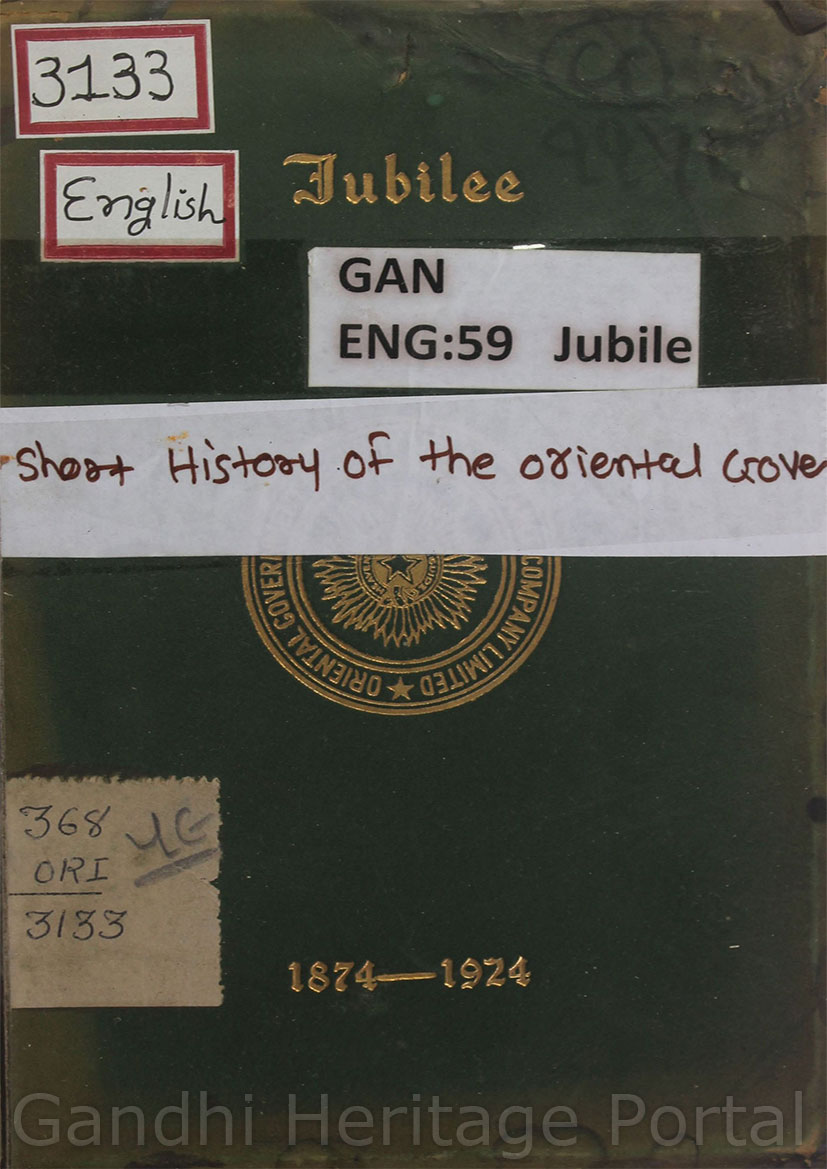 3133
English
Jubilee
GAN
ENG:59 Jubile
Short History of the oriental Gove
ORIENTAL GOVER
COMPANY LIMITED
368
ORI
3133
1874—1924
Gandhi Heritage Portal